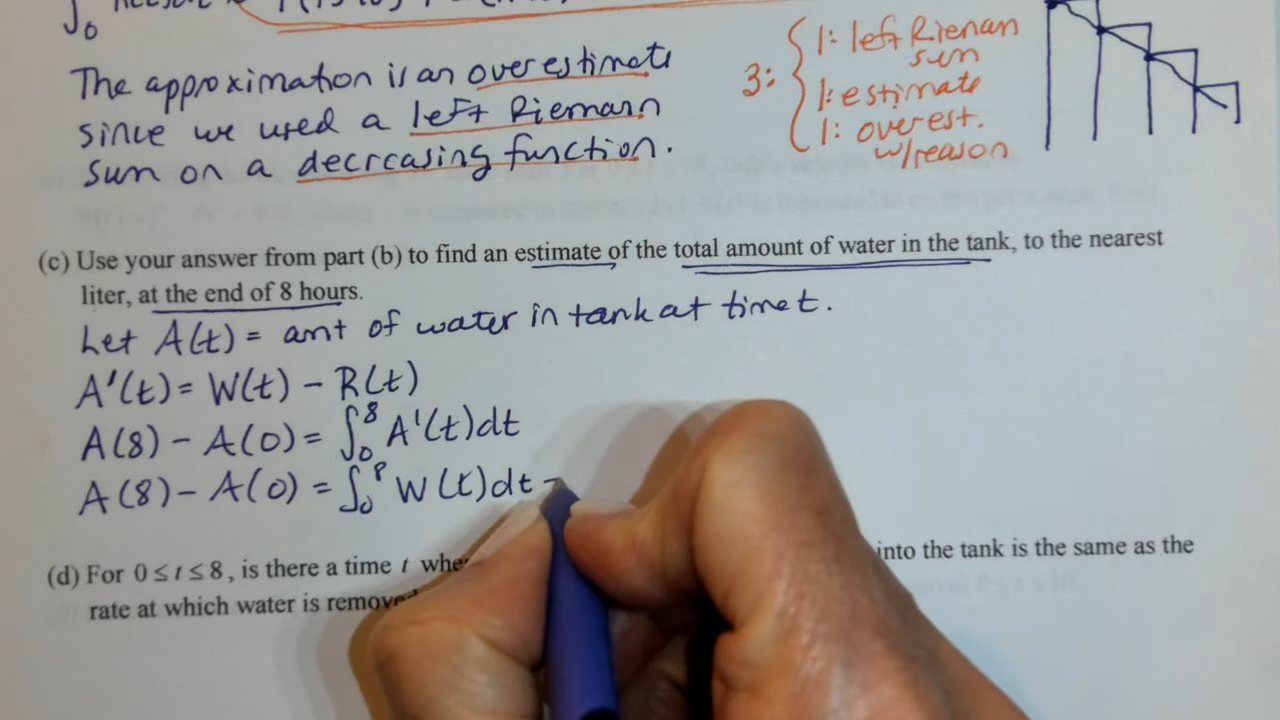 ∫₀
The approximation is an overestimate
since we used a left Riemann
sum on a decreasing function.
3: { 1: left Rienan
sum
1: estimate
1: overest.
w/reason
(c) Use your answer from part (b) to find an estimate of the total amount of water in the tank, to the nearest
liter, at the end of 8 hours.
Let A(t) = amt of water in tank at time t.
A'(t) = W(t) − R(t)
A(8) − A(0) = ∫₀⁸ A'(t)dt
A(8) − A(0) = ∫₀⁸ W(t)dt −
(d) For 0 ≤ t ≤ 8, is there a time t into the tank is the same as the
rate at which water is